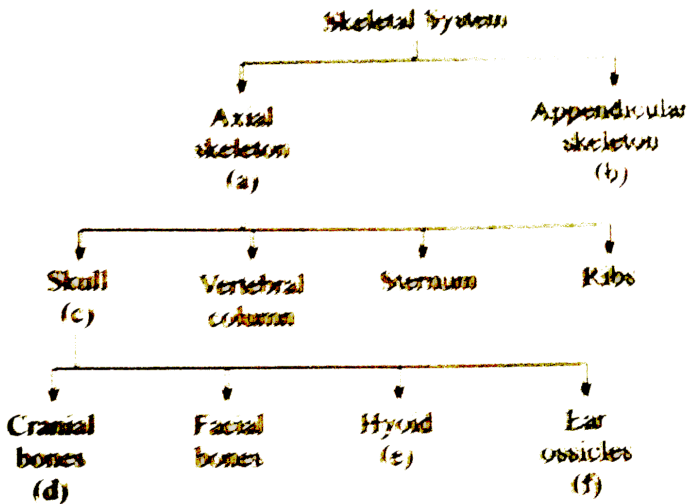 Skeletal System
Axial
skeleton
(a)
Appendicular
skeleton
(b)
Skull
(c)
Vertebral
column
Sternum
Ribs
Cranial
bones
(d)
Facial
bones
Hyoid
(e)
Ear
ossicles
(f)